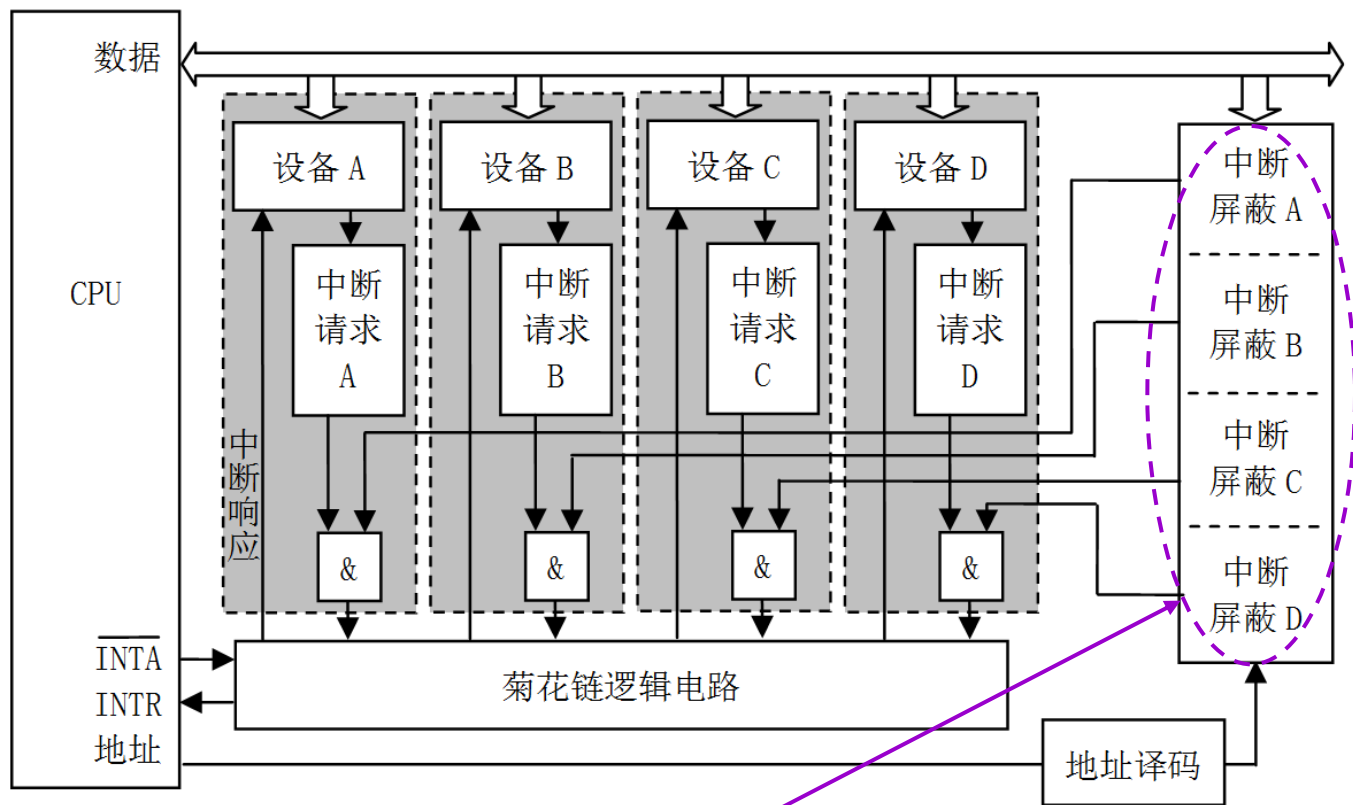 数据
CPU
INTA
INTR
地址
设备 A
中断
请求
A
中断响应
&
设备 B
中断
请求
B
&
设备 C
中断
请求
C
&
设备 D
中断
请求
D
&
菊花链逻辑电路
中断
屏蔽 A
中断
屏蔽 B
中断
屏蔽 C
中断
屏蔽 D
地址译码